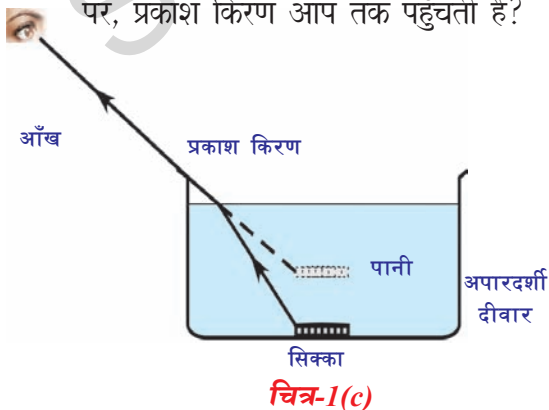 पर, प्रकाश किरण आप तक पहुंचती है?
आँख
प्रकाश किरण
पानी
अपारदर्शी
दीवार
सिक्का
चित्र-1(c)